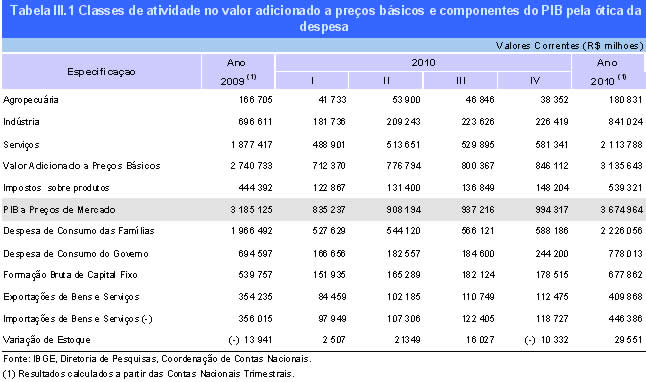 Tabela III.1 Classes de atividade no valor adicionado a preços básicos e componentes do PIB pela ótica da
despesa
Valores Correntes (R$ milhoes)
Especificaçao Ano 2009 (1) 2010 Ano 2010 (1)
I II III IV
Agropecuária 166 705 41 733 53 900 46 846 38 352 180 831
Indústria 696 611 181 736 209 243 223 626 226 419 841 024
Serviços 1 877 417 488 901 513 651 529 895 581 341 2 113 788
Valor Adicionado a Preços Básicos 2 740 733 712 370 776 794 800 367 846 112 3 135 643
Impostos sobre produtos 444 392 122 867 131 400 136 849 148 204 539 321
PIB a Preços de Mercado 3 185 125 835 237 908 194 937 216 994 317 3 674 964
Despesa de Consumo das Famílias 1 966 492 527 629 544 120 566 121 588 186 2 226 056
Despesa de Consumo do Governo 694 597 166 656 182 557 184 600 244 200 778 013
Formação Bruta de Capital Fixo 539 757 151 935 165 289 182 124 178 515 677 862
Exportações de Bens e Serviços 354 235 84 459 102 185 110 749 112 475 409 868
Importações de Bens e Serviços (-) 356 015 97 949 107 306 122 405 118 727 446 386
Variação de Estoque (-) 13 941 2 507 21349 16 027 (-) 10 332 29 551
Fonte: IBGE, Diretoria de Pesquisas, Coordenação de Contas Nacionais.
(1) Resultados calculados a partir das Contas Nacionais Trimestrais.